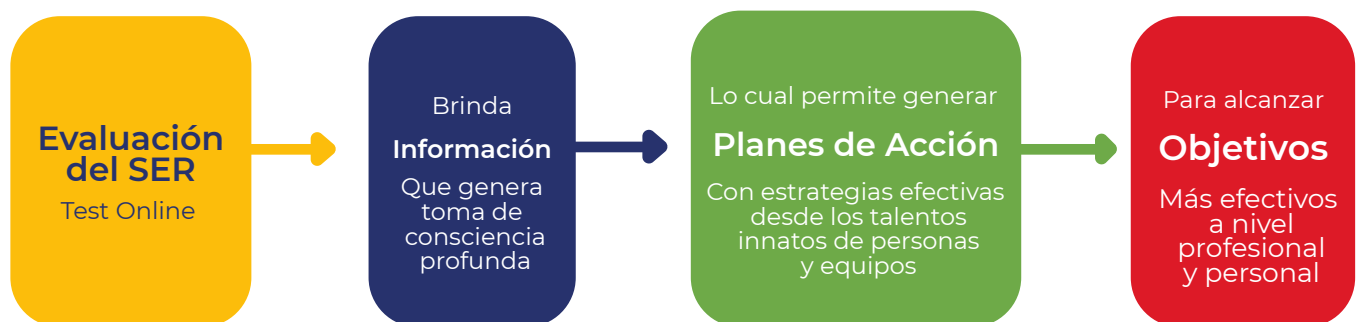 Evaluación
del SER
Test Online
Brinda
Información
Que genera
toma de
consciencia
profunda
Lo cual permite generar
Planes de Acción
Con estrategias efectivas
desde los talentos
innatos de personas
y equipos
Para alcanzar
Objetivos
Más efectivos
a nivel
profesional
y personal